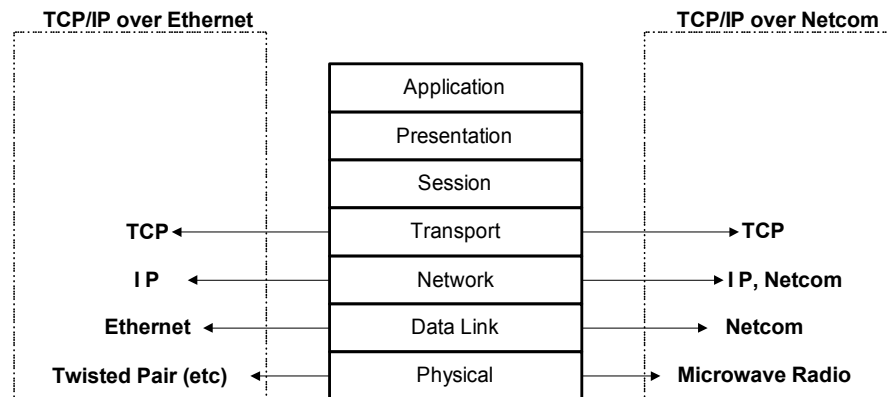 TCP/IP over Ethernet
TCP/IP over Netcom
Application
Presentation
Session
TCP
Transport
TCP
I P
Network
I P, Netcom
Ethernet
Data Link
Netcom
Twisted Pair (etc)
Physical
Microwave Radio